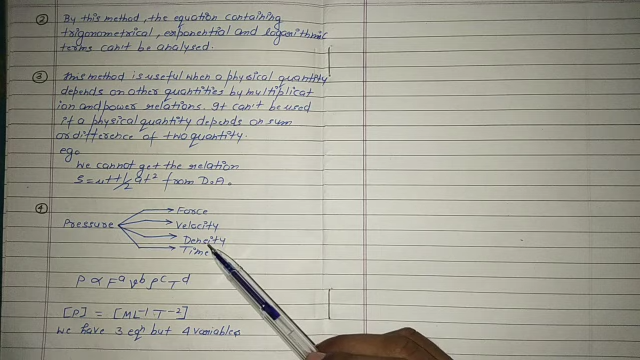 ② By this method, the equation containing
trigonometrical, exponential and logarithmic
terms can't be analysed.
③ This method is useful when a physical quantity
depends on other quantities by multiplicat
ion and power relations. It can't be used
if a physical quantity depends on sum
or difference of two quantity.
eg.
We cannot get the relation
S=ut+1/2 at² from D.A.
④
Force
Pressure
Velocity
Density
Time
P ∝ F^a v^b ρ^c T^d
[P] = [ML^-1 T^-2]
We have 3 eqn but 4 variables